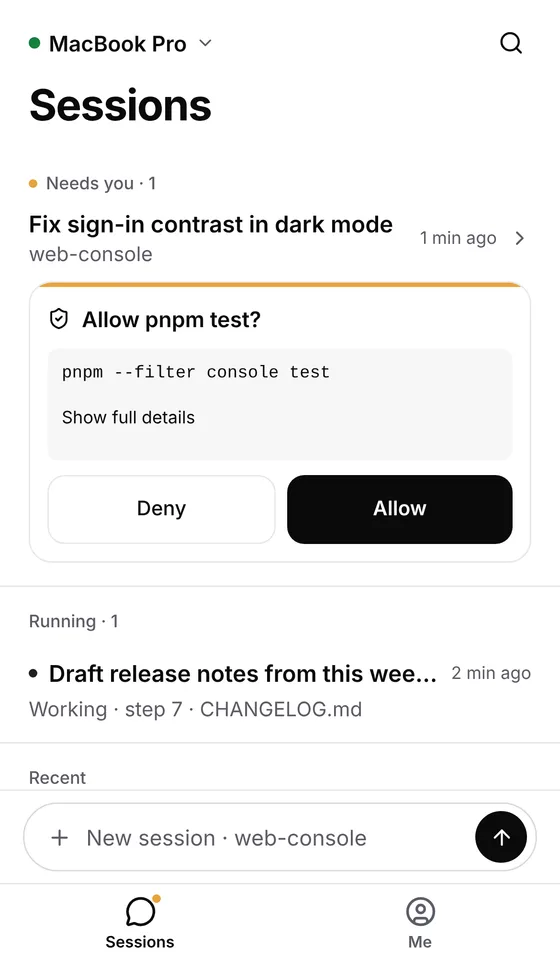 MacBook Pro
Sessions
Needs you · 1
Fix sign-in contrast in dark mode
1 min ago
web-console
Allow pnpm test?
pnpm --filter console test
Show full details
Deny
Allow
Running · 1
Draft release notes from this wee...
2 min ago
Working · step 7 · CHANGELOG.md
Recent
New session · web-console
Sessions
Me